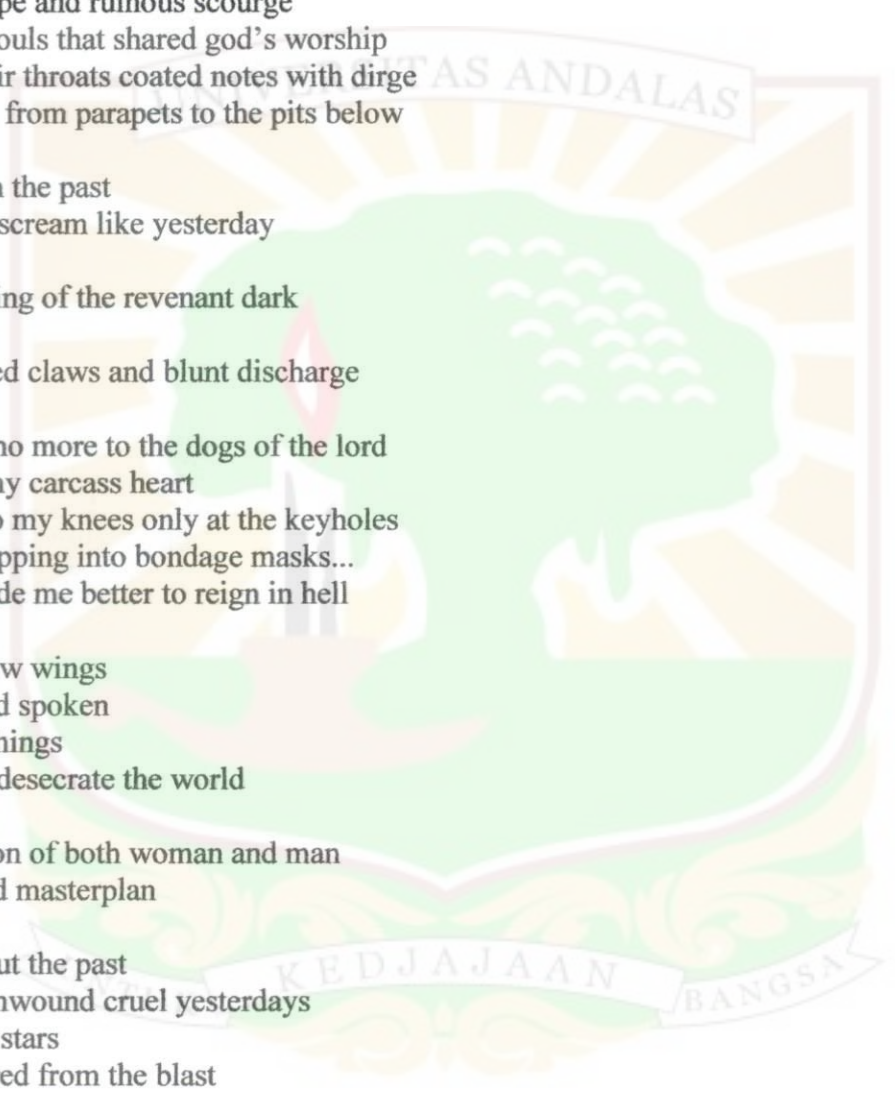 pe and ruinous scourge
ouls that shared god's worship
ir throats coated notes with dirge
from parapets to the pits below
the past
scream like yesterday
ing of the revenant dark
ed claws and blunt discharge
no more to the dogs of the lord
y carcass heart
my knees only at the keyholes
pping into bondage masks...
de me better to reign in hell
w wings
d spoken
hings
desecrate the world
on of both woman and man
d masterplan
ut the past
nwound cruel yesterdays
stars
ed from the blast
UNIVERSITAS ANDALAS
KEDJAJAAN
BANGSA